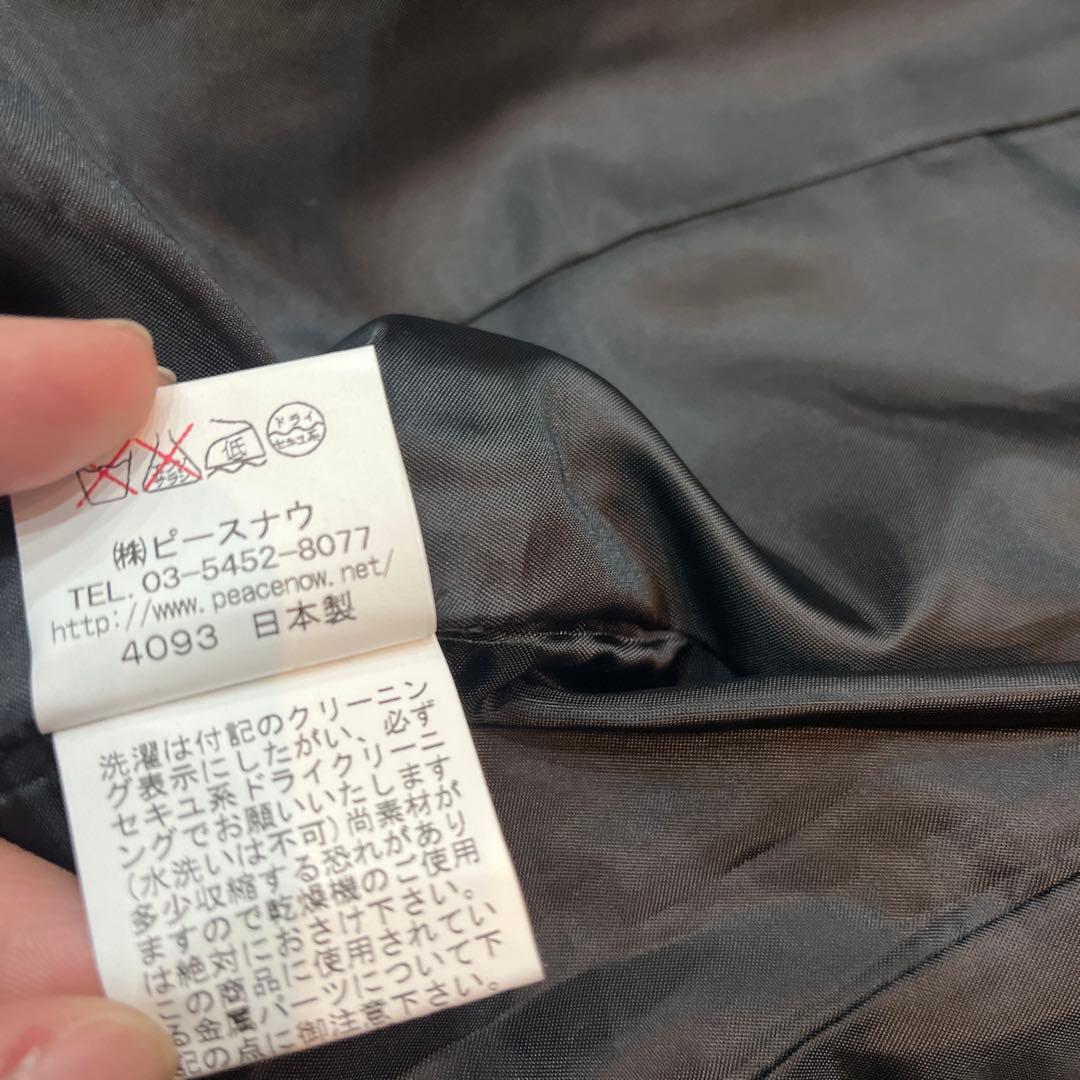 エンソ
サラシ
低
ドライ
セキユ系
㈱ピースナウ
TEL. 03-5452-8077
http://www.peacenow.net/
4093 日本製
洗濯は付記のクリーニン
グ表示にしたがい、必ず
セキユ系ドライクリーニ
ングでお願いいたします
(水洗いは不可)尚素材が
多少収縮する恐れがあり
ますので乾燥機のご使用
は絶対におさけ下さい。
この商品に使用されてい
る金属パーツについて下
記の点に御注意下さい。